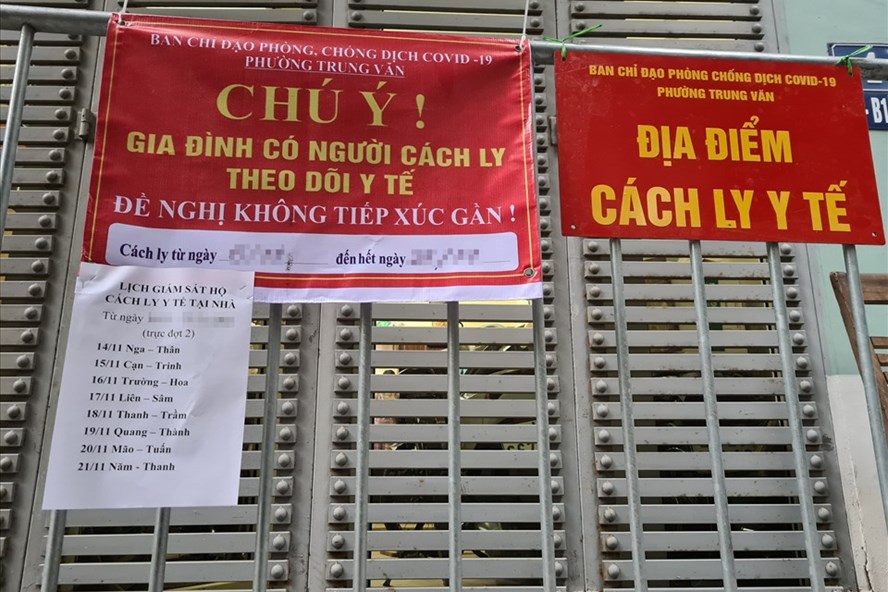 BAN CHỈ ĐẠO PHÒNG, CHỐNG DỊCH COVID -19
PHƯỜNG TRUNG VĂN
CHÚ Ý !
GIA ĐÌNH CÓ NGƯỜI CÁCH LY
THEO DÕI Y TẾ
ĐỀ NGHỊ KHÔNG TIẾP XÚC GẦN !
Cách ly từ ngày đến hết ngày
BAN CHỈ ĐẠO PHÒNG CHỐNG DỊCH COVID-19
PHƯỜNG TRUNG VĂN
ĐỊA ĐIỂM
CÁCH LY Y TẾ
LỊCH GIÁM SÁT HỘ
CÁCH LY Y TẾ TẠI NHÀ
Từ ngày
(trực đợt 2)
14/11 Nga – Thân
15/11 Cạn – Trinh
16/11 Trường – Hoa
17/11 Liên – Sâm
18/11 Thanh – Trầm
19/11 Quang – Thành
20/11 Mão – Tuấn
21/11 Năm - Thanh
B1